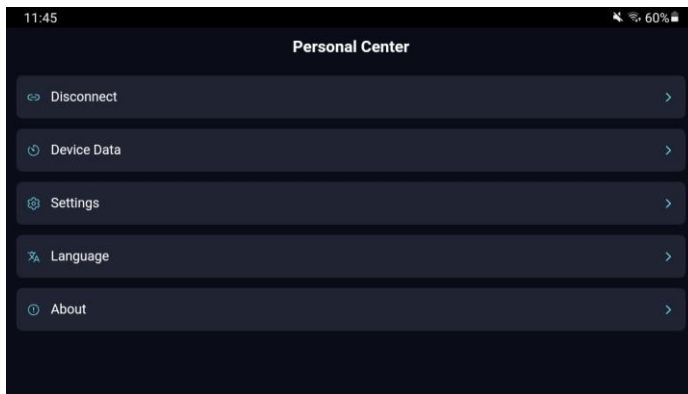 11:45 60%
Personal Center
Disconnect
Device Data
Settings
Language
About